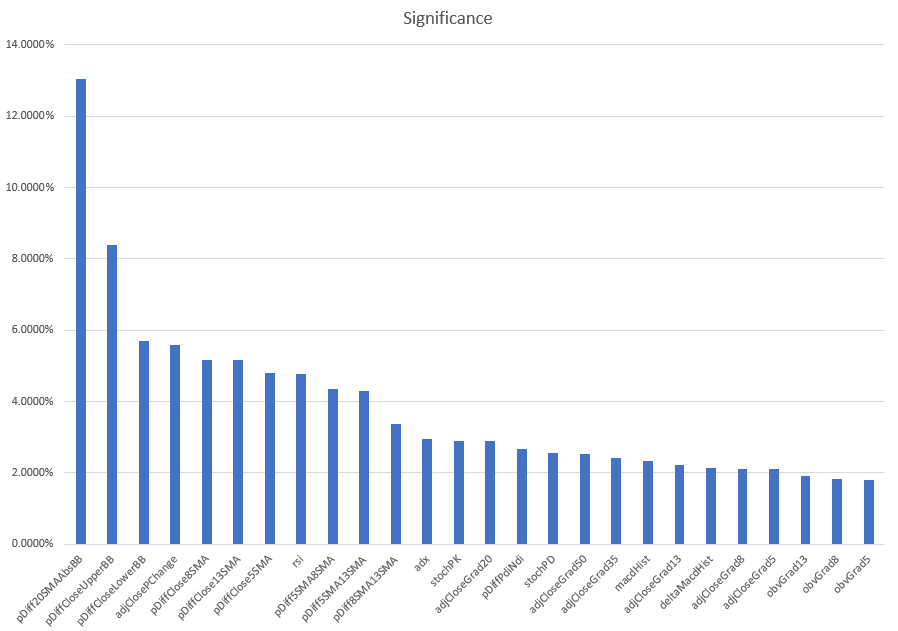 Significance
14.0000%
12.0000%
10.0000%
8.0000%
6.0000%
4.0000%
2.0000%
0.0000%
pDiff20SMAAbsBB
pDiffCloseUpperBB
pDiffCloseLowerBB
adjClosePChange
pDiffClose8SMA
pDiffClose13SMA
pDiffClose5SMA
rsi
pDiff5SMA8SMA
pDiff5SMA13SMA
pDiff8SMA13SMA
adx
stochPK
adjCloseGrad20
pDiffPdiNdi
stochPD
adjCloseGrad50
adjCloseGrad35
macdHist
adjCloseGrad13
deltaMacdHist
adjCloseGrad8
adjCloseGrad5
obvGrad13
obvGrad8
obvGrad5